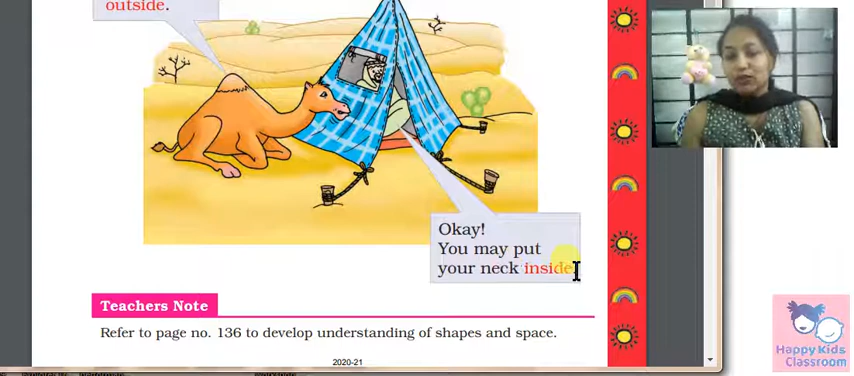 outside.
Okay!
You may put
your neck inside.
Teachers Note
Refer to page no. 136 to develop understanding of shapes and space.
2020-21
Happy Kids
Classroom